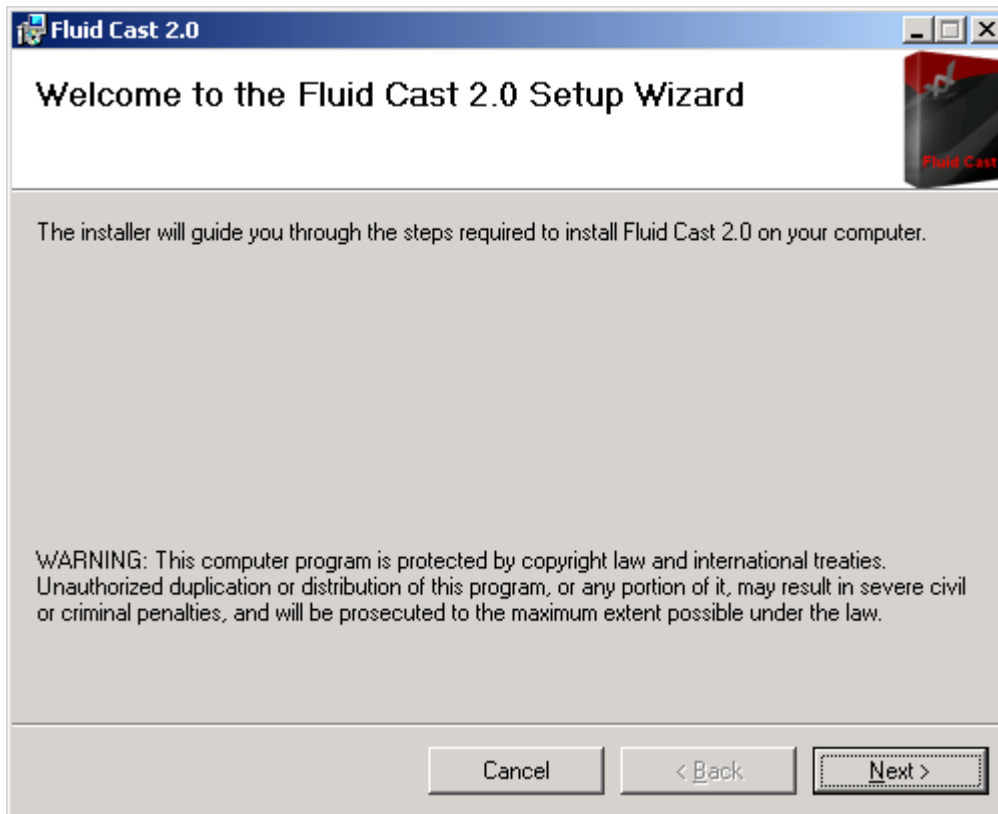 Fluid Cast 2.0
Welcome to the Fluid Cast 2.0 Setup Wizard
Fluid Cast
The installer will guide you through the steps required to install Fluid Cast 2.0 on your computer.
WARNING: This computer program is protected by copyright law and international treaties.
Unauthorized duplication or distribution of this program, or any portion of it, may result in severe civil
or criminal penalties, and will be prosecuted to the maximum extent possible under the law.
Cancel
< Back
Next >